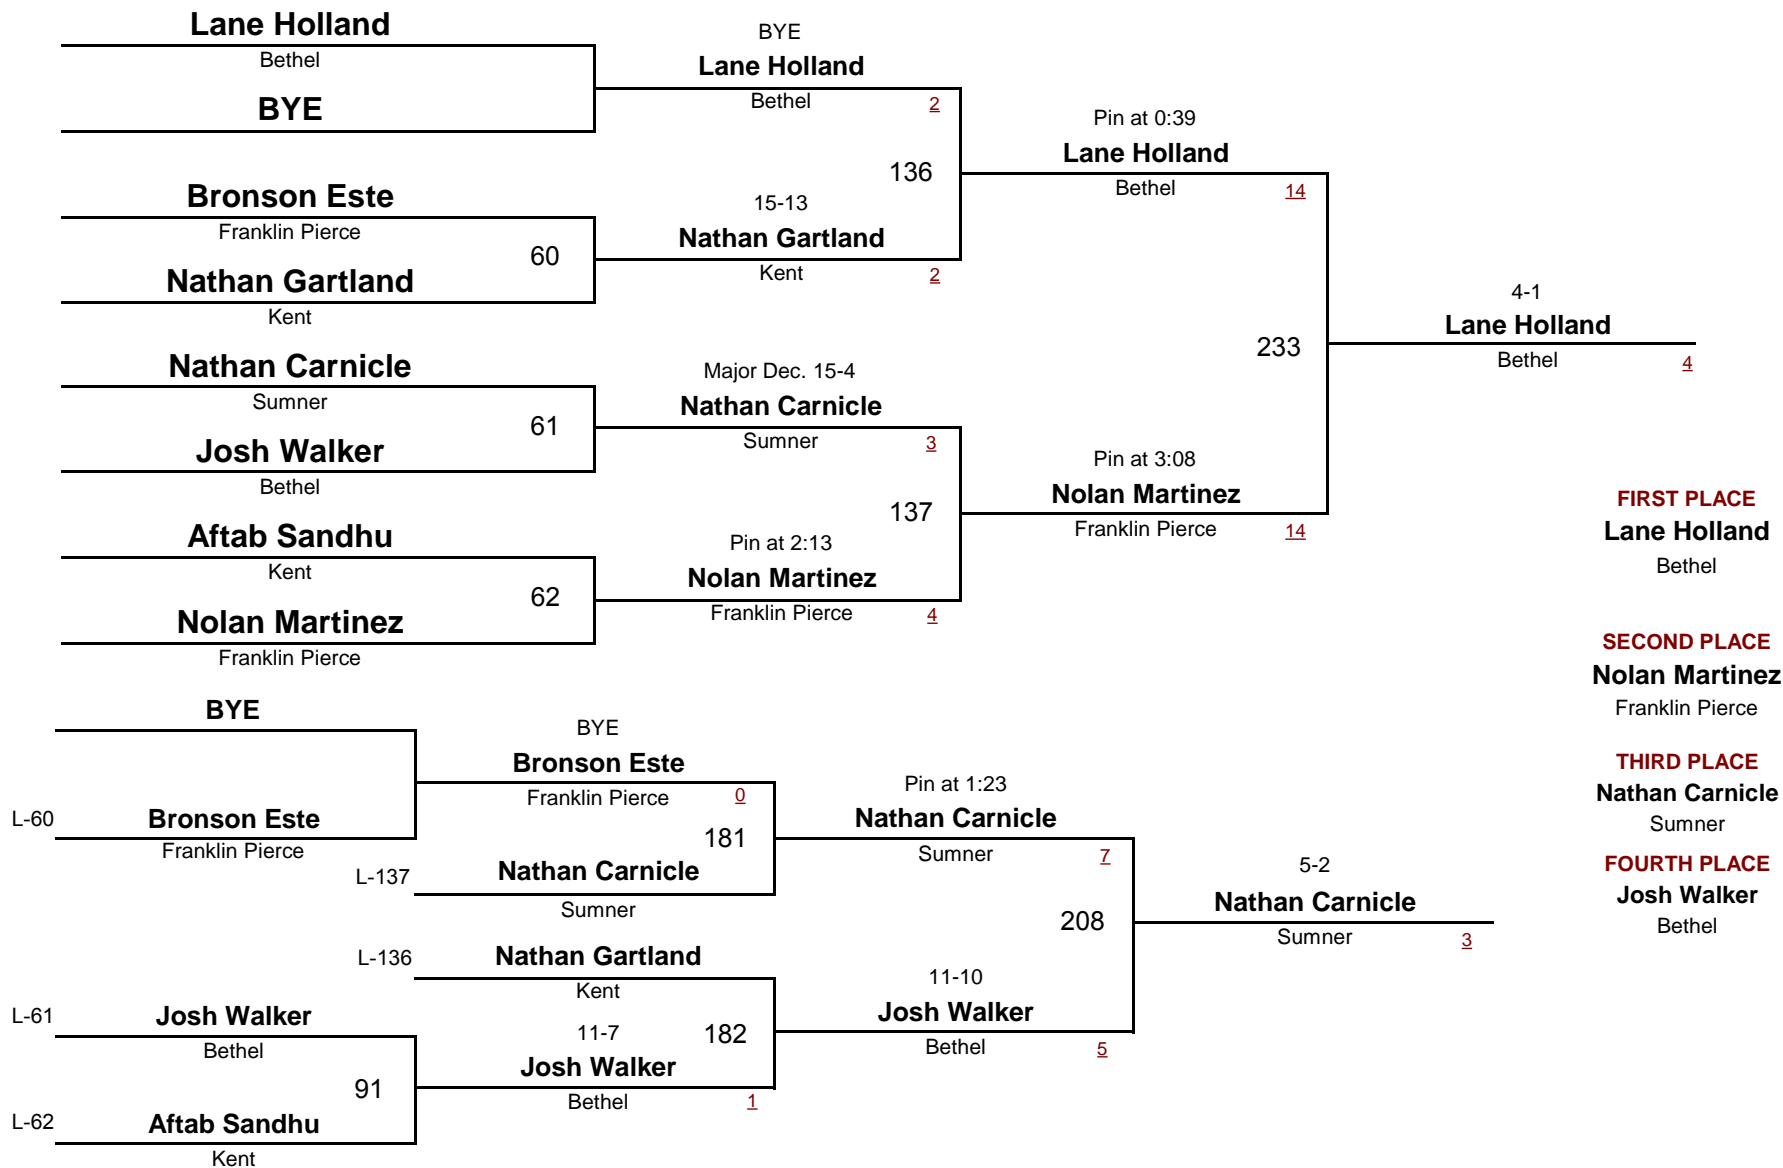 Lane Holland
Bethel
BYE
Bronson Este
Franklin Pierce
60
Nathan Gartland
Kent
Nathan Carnicle
Sumner
61
Josh Walker
Bethel
Aftab Sandhu
Kent
62
Nolan Martinez
Franklin Pierce
BYE
Lane Holland
Bethel
2
136
15-13
Nathan Gartland
Kent
2
Major Dec. 15-4
Nathan Carnicle
Sumner
3
137
Pin at 2:13
Nolan Martinez
Franklin Pierce
4
Pin at 0:39
Lane Holland
Bethel
14
233
Pin at 3:08
Nolan Martinez
Franklin Pierce
14
4-1
Lane Holland
Bethel
4
BYE
L-60
Bronson Este
Franklin Pierce
L-61
Josh Walker
Bethel
91
L-62
Aftab Sandhu
Kent
BYE
Bronson Este
Franklin Pierce
0
181
L-137
Nathan Carnicle
Sumner
L-136
Nathan Gartland
Kent
182
11-7
Josh Walker
Bethel
1
Pin at 1:23
Nathan Carnicle
Sumner
7
208
11-10
Josh Walker
Bethel
5
5-2
Nathan Carnicle
Sumner
3
FIRST PLACE
Lane Holland
Bethel
SECOND PLACE
Nolan Martinez
Franklin Pierce
THIRD PLACE
Nathan Carnicle
Sumner
FOURTH PLACE
Josh Walker
Bethel